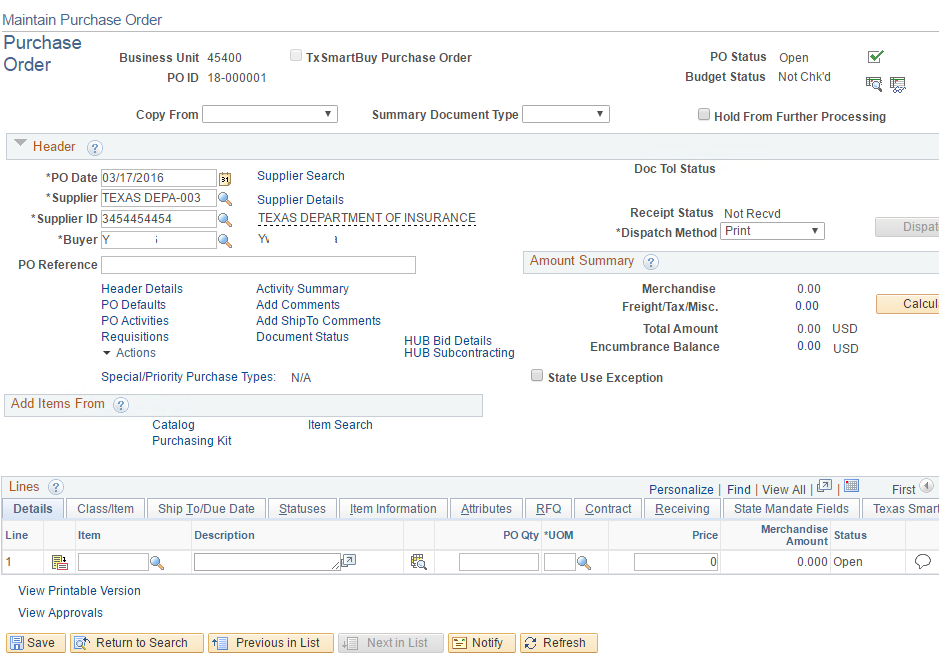 Maintain Purchase Order
Purchase Order
Business Unit 45400
TxSmartBuy Purchase Order
PO Status Open
PO ID 18-000001
Budget Status Not Chk'd
Copy From
Summary Document Type
Hold From Further Processing
Header
*PO Date 03/17/2016
Supplier Search
Doc Tol Status
*Supplier TEXAS DEPA-003
Supplier Details
*Supplier ID 3454454454
TEXAS DEPARTMENT OF INSURANCE
Receipt Status Not Recvd
*Buyer Y
*Dispatch Method Print
PO Reference
Amount Summary
Header Details
Activity Summary
Merchandise 0.00
PO Defaults
Add Comments
Freight/Tax/Misc. 0.00
PO Activities
Add ShipTo Comments
Total Amount 0.00 USD
Requisitions
Document Status
HUB Bid Details
Encumbrance Balance 0.00 USD
Actions
HUB Subcontracting
Special/Priority Purchase Types: N/A
State Use Exception
Add Items From
Catalog
Item Search
Purchasing Kit
Lines
Personalize | Find | View All | | First
Details Class/Item Ship To/Due Date Statuses Item Information Attributes RFQ Contract Receiving State Mandate Fields Texas Smart
Line Item Description PO Qty *UOM Price Merchandise Amount Status
1 0 0.000 Open
View Printable Version
View Approvals
Save Return to Search Previous in List Next in List Notify Refresh